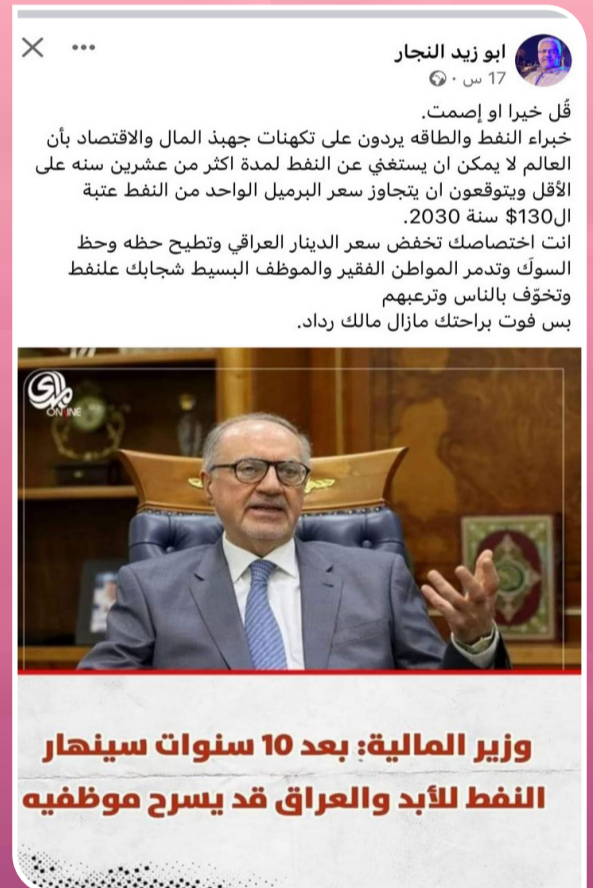 ابو زيد النجار
17 س ·
قُل خيرا او إصمت.
خبراء النفط والطاقه يردون على تكهنات جهبذ المال والاقتصاد بأن
العالم لا يمكن ان يستغني عن النفط لمدة اكثر من عشرين سنه على
الأقل ويتوقعون ان يتجاوز سعر البرميل الواحد من النفط عتبة
ال130$ سنة 2030.
انت اختصاصك تخفض سعر الدينار العراقي وتطيح حظه وحظ
السوكَ وتدمر المواطن الفقير والموظف البسيط شجابك علنفط
وتخوّف بالناس وترعبهم
بس فوت براحتك مازال مالك رداد.
ONLINE
وزير المالية: بعد 10 سنوات سينهار
النفط للأبد والعراق قد يسرح موظفيه